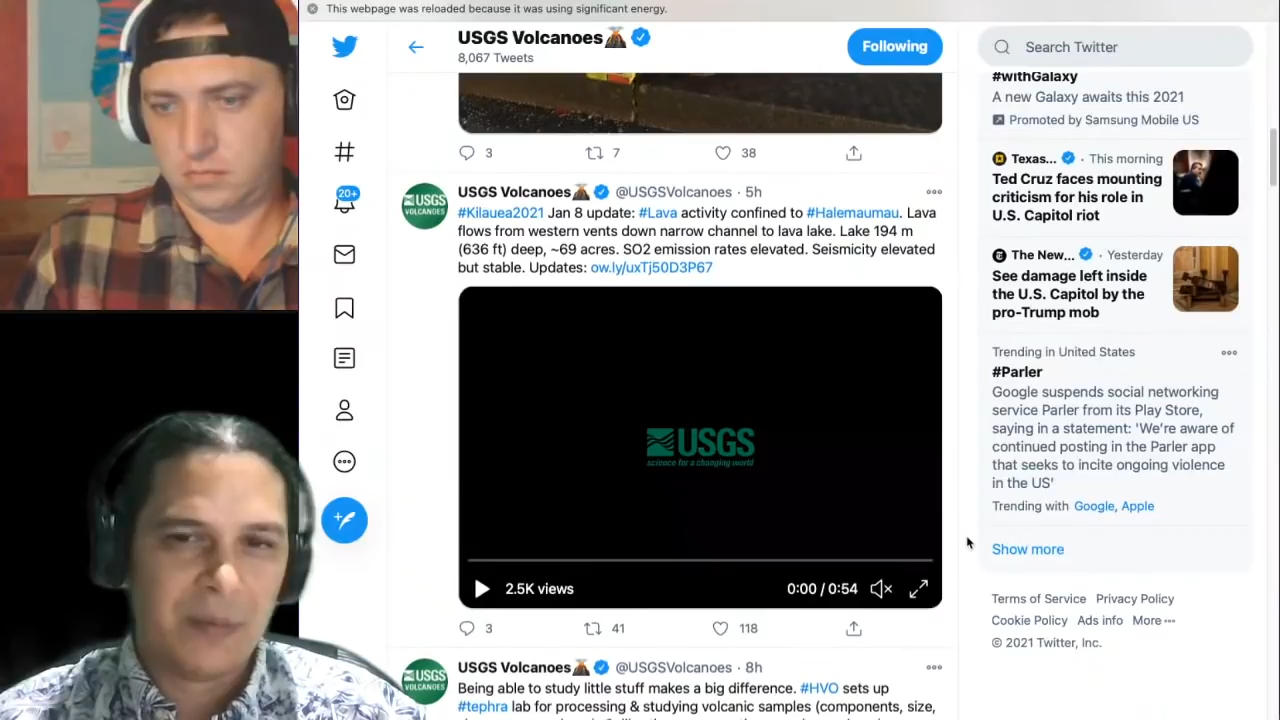 This webpage was reloaded because it was using significant energy.
USGS Volcanoes🌋
8,067 Tweets
Following
Search Twitter
3
7
38
20+
USGS Volcanoes🌋 @USGSVolcanoes · 5h
#Kilauea2021 Jan 8 update: #Lava activity confined to #Halemaumau. Lava
flows from western vents down narrow channel to lava lake. Lake 194 m
(636 ft) deep, ~69 acres. SO2 emission rates elevated. Seismicity elevated
but stable. Updates: ow.ly/uxTj50D3P67
USGS
science for a changing world
2.5K views
0:00 / 0:54
3
41
118
USGS Volcanoes🌋 @USGSVolcanoes · 8h
Being able to study little stuff makes a big difference. #HVO sets up
#tephra lab for processing & studying volcanic samples (components, size,
#withGalaxy
A new Galaxy awaits this 2021
Promoted by Samsung Mobile US
Texas... · This morning
Ted Cruz faces mounting
criticism for his role in
U.S. Capitol riot
The New... · Yesterday
See damage left inside
the U.S. Capitol by the
pro-Trump mob
Trending in United States
#Parler
Google suspends social networking
service Parler from its Play Store,
saying in a statement: 'We're aware of
continued posting in the Parler app
that seeks to incite ongoing violence
in the US'
Trending with Google, Apple
Show more
Terms of Service Privacy Policy
Cookie Policy Ads info More
© 2021 Twitter, Inc.